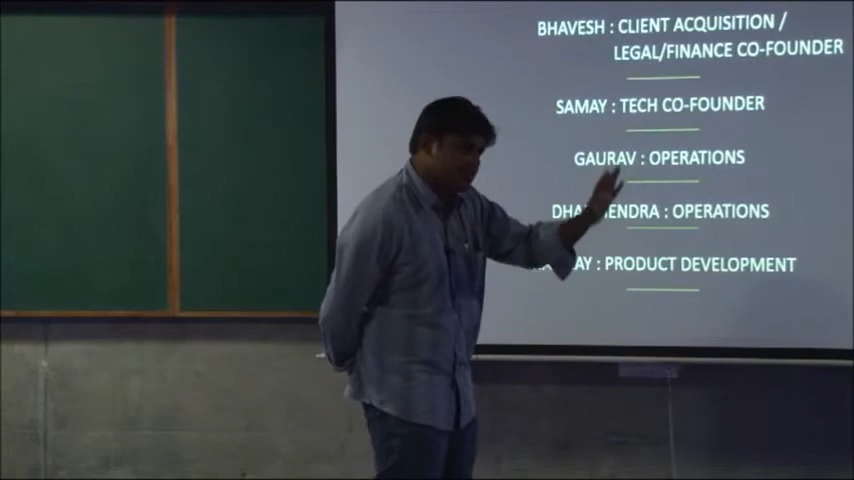 BHAVESH : CLIENT ACQUISITION /
LEGAL/FINANCE CO-FOUNDER
SAMAY : TECH CO-FOUNDER
GAURAV : OPERATIONS
: OPERATIONS
: PRODUCT DEVELOPMENT